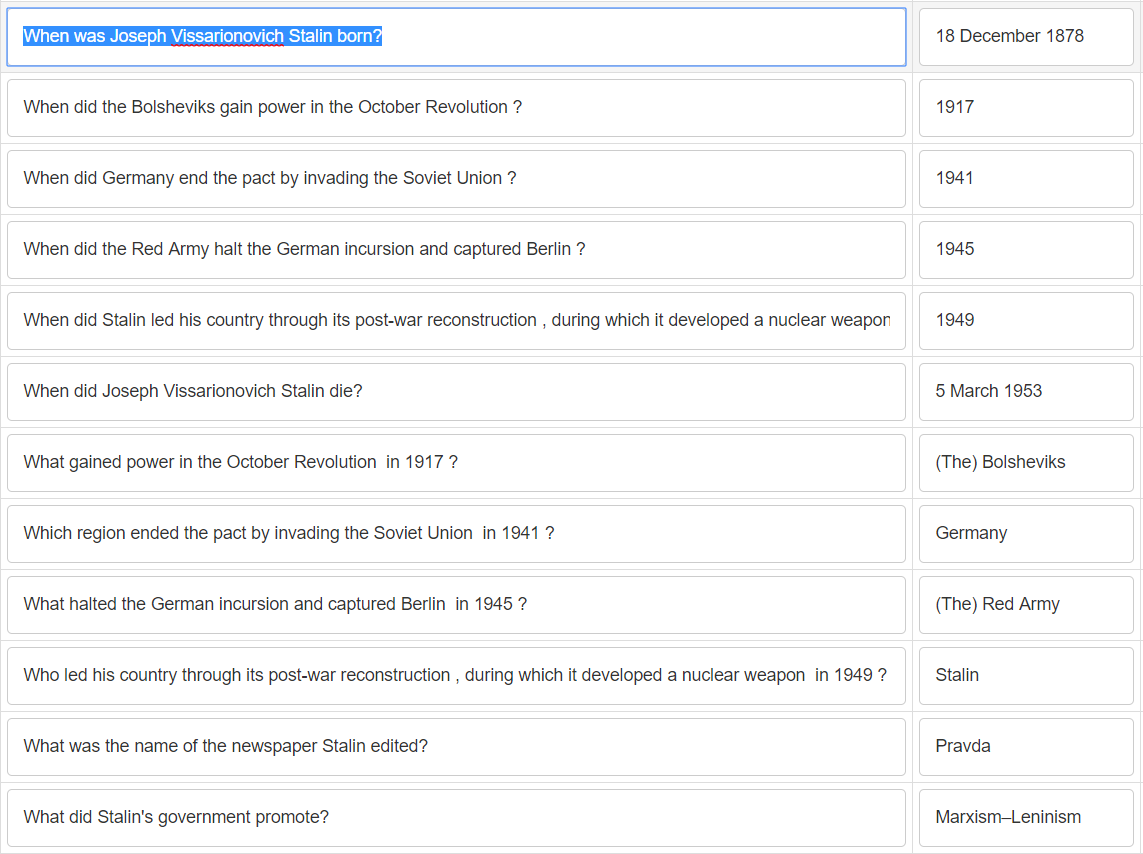 When was Joseph Vissarionovich Stalin born? 18 December 1878
When did the Bolsheviks gain power in the October Revolution ? 1917
When did Germany end the pact by invading the Soviet Union ? 1941
When did the Red Army halt the German incursion and captured Berlin ? 1945
When did Stalin led his country through its post-war reconstruction , during which it developed a nuclear weapon 1949
When did Joseph Vissarionovich Stalin die? 5 March 1953
What gained power in the October Revolution  in 1917 ? (The) Bolsheviks
Which region ended the pact by invading the Soviet Union  in 1941 ? Germany
What halted the German incursion and captured Berlin  in 1945 ? (The) Red Army
Who led his country through its post-war reconstruction , during which it developed a nuclear weapon  in 1949 ? Stalin
What was the name of the newspaper Stalin edited? Pravda
What did Stalin's government promote? Marxism–Leninism